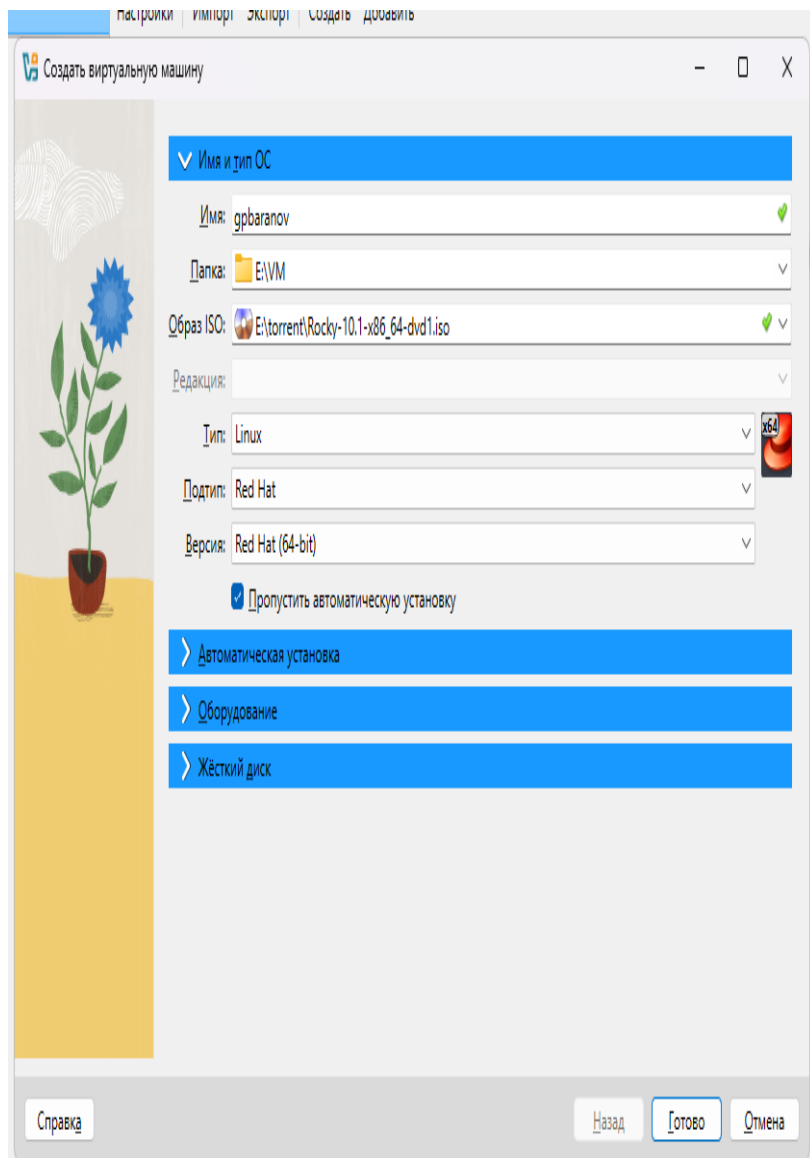 Настройки Импорт Экспорт Создать Добавить
Создать виртуальную машину
Имя и тип ОС
Имя: gpbaranov
Папка: E:\VM
Образ ISO: E:\torrent\Rocky-10.1-x86_64-dvd1.iso
Редакция:
Тип: Linux
x64
Подтип: Red Hat
Версия: Red Hat (64-bit)
Пропустить автоматическую установку
Автоматическая установка
Оборудование
Жёсткий диск
Справка Назад Готово Отмена